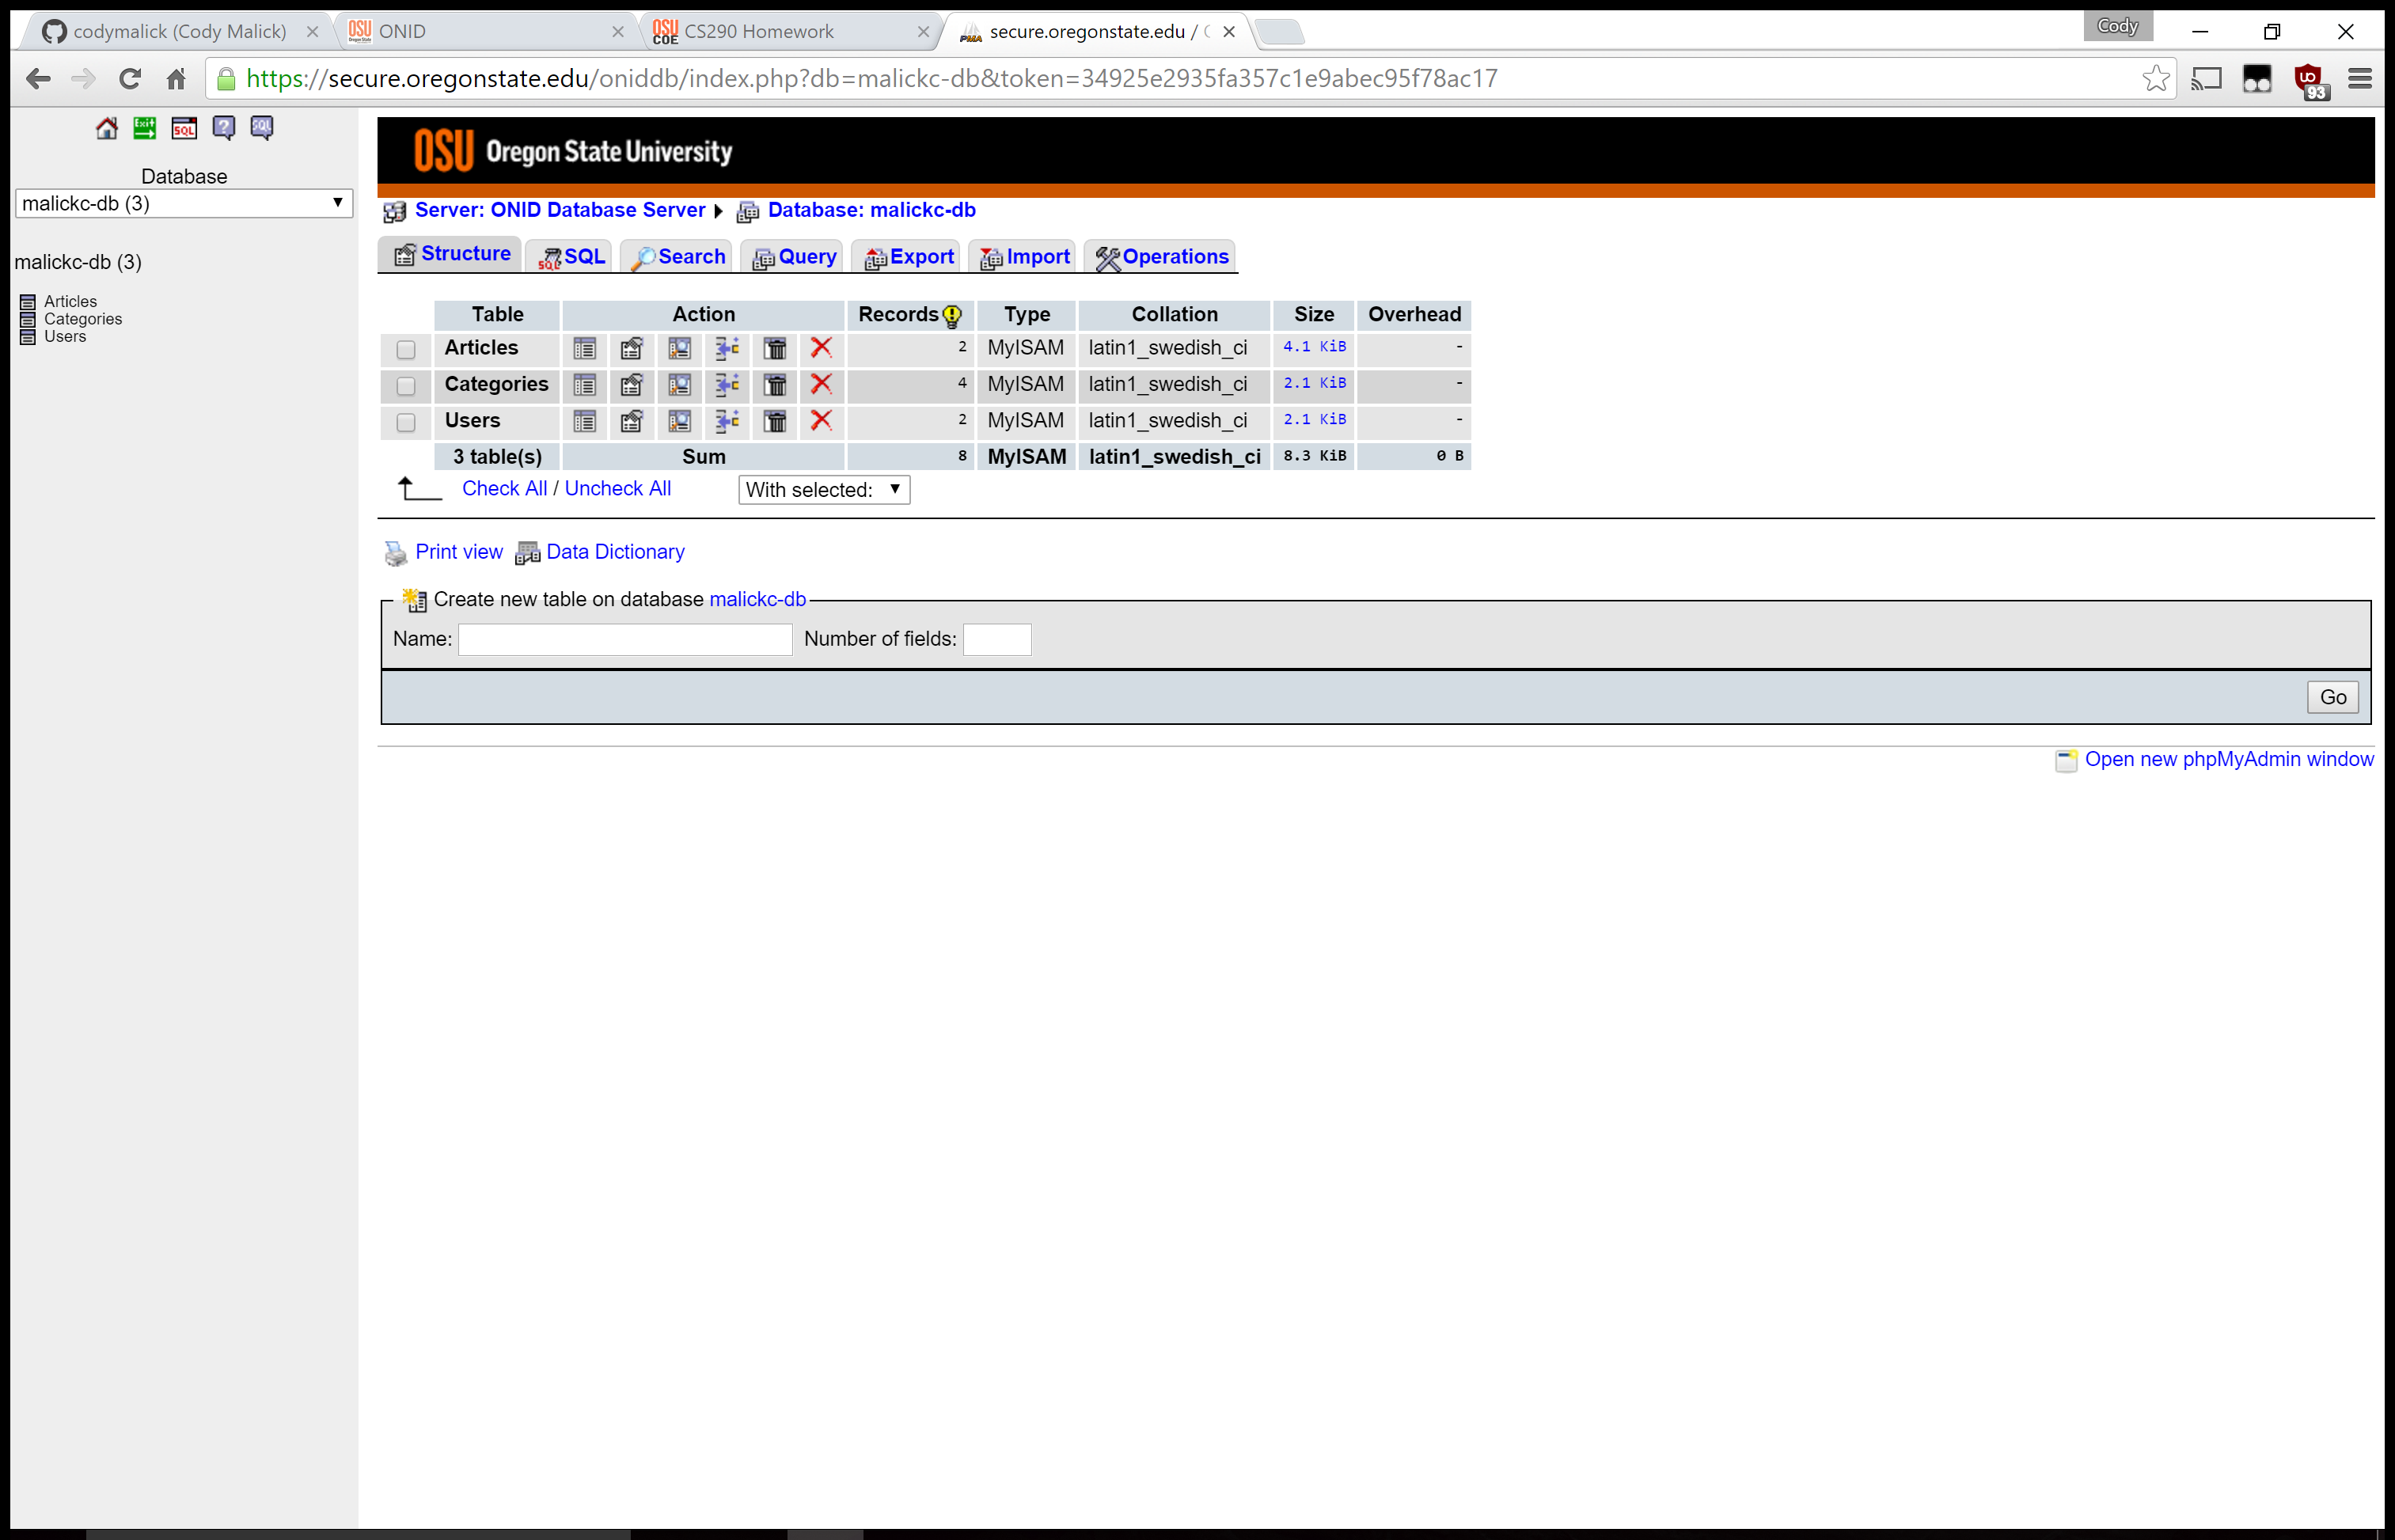 codymalick (Cody Malick)
ONID
CS290 Homework
secure.oregonstate.edu /
Cody
https://secure.oregonstate.edu/oniddb/index.php?db=malickc-db&token=34925e2935fa357c1e9abec95f78ac17
93
Database
malickc-db (3)
malickc-db (3)
Articles
Categories
Users
OSU Oregon State University
Server: ONID Database Server Database: malickc-db
Structure SQL Search Query Export Import Operations
Table Action Records Type Collation Size Overhead
Articles 2 MyISAM latin1_swedish_ci 4.1 KiB -
Categories 4 MyISAM latin1_swedish_ci 2.1 KiB -
Users 2 MyISAM latin1_swedish_ci 2.1 KiB -
3 table(s) Sum 8 MyISAM latin1_swedish_ci 8.3 KiB 0 B
Check All / Uncheck All With selected:
Print view Data Dictionary
Create new table on database malickc-db
Name: Number of fields:
Go
Open new phpMyAdmin window